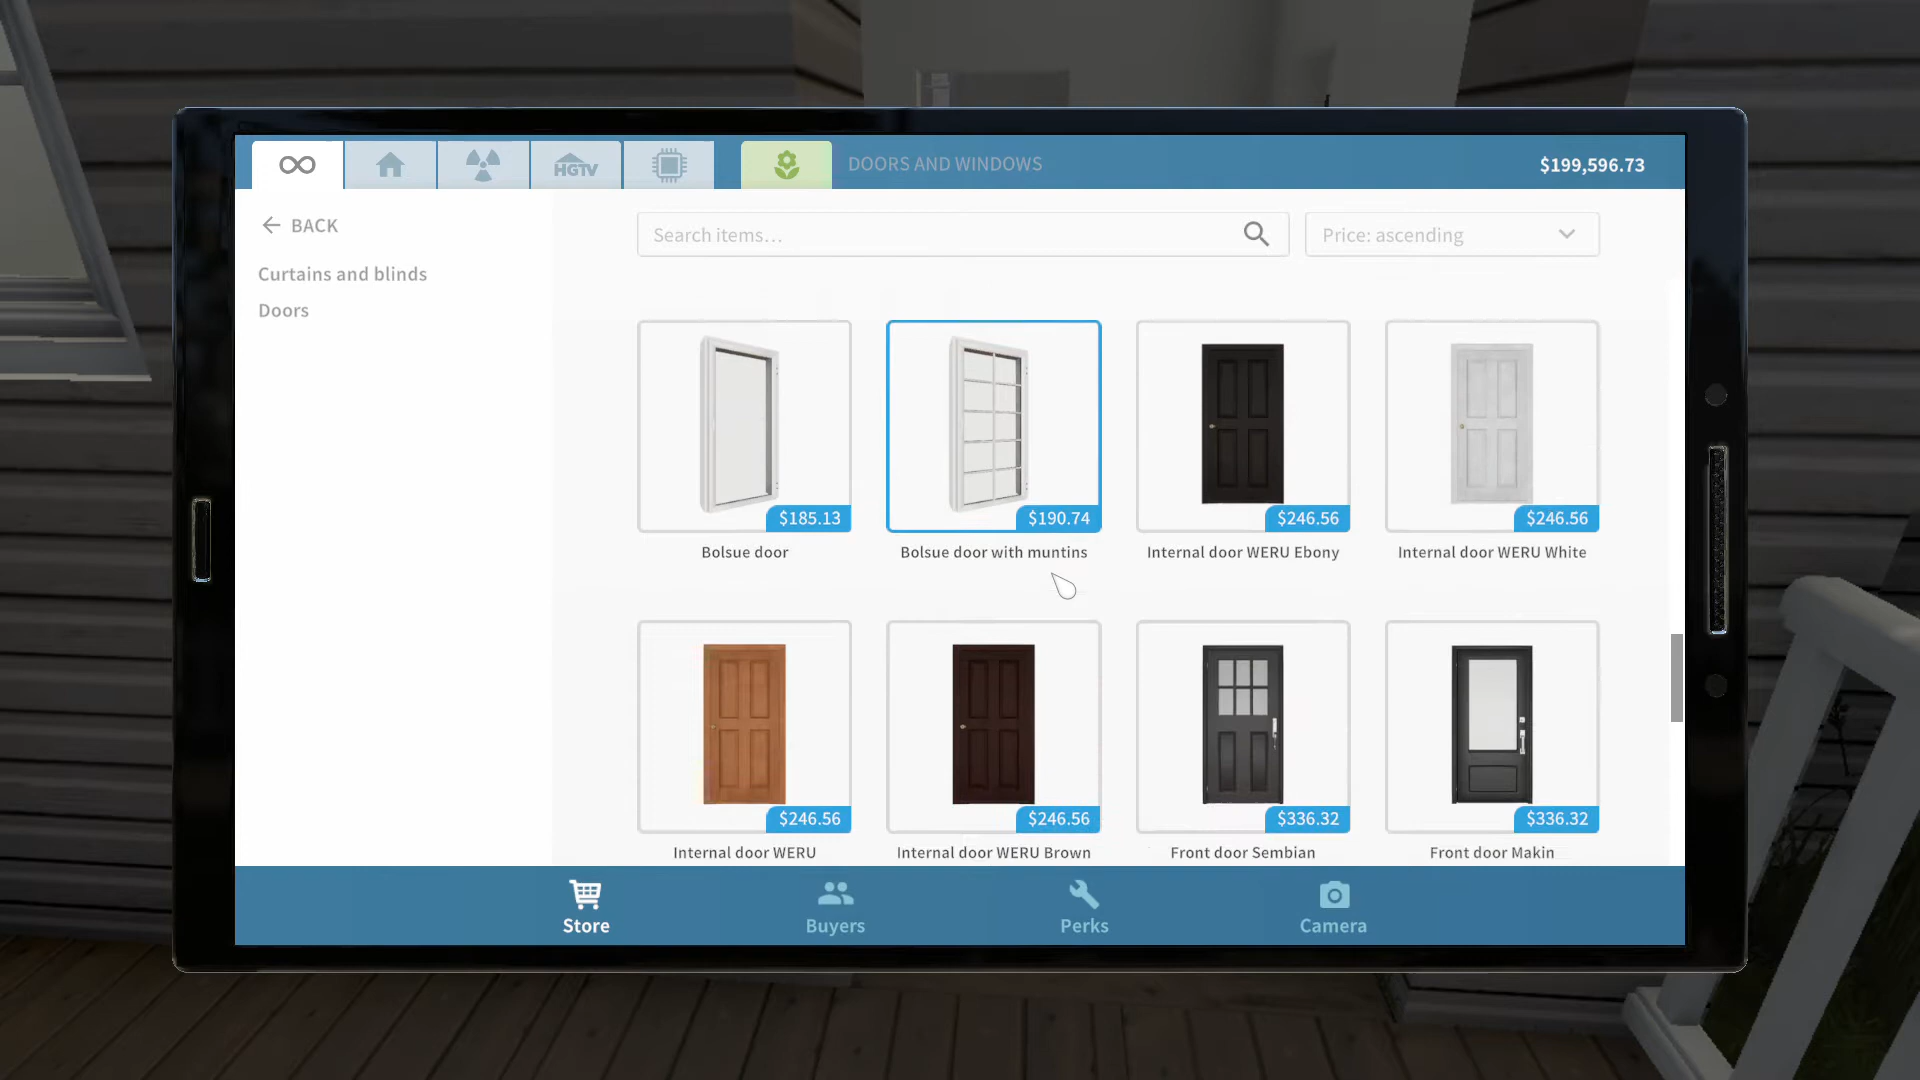 HGTV
DOORS AND WINDOWS
$199,596.73
BACK
Curtains and blinds
Doors
Search items...
Price: ascending
$185.13
$190.74
$246.56
$246.56
Bolsue door
Bolsue door with muntins
Internal door WERU Ebony
Internal door WERU White
$246.56
$246.56
$336.32
$336.32
Internal door WERU
Internal door WERU Brown
Front door Sembian
Front door Makin
Store
Buyers
Perks
Camera